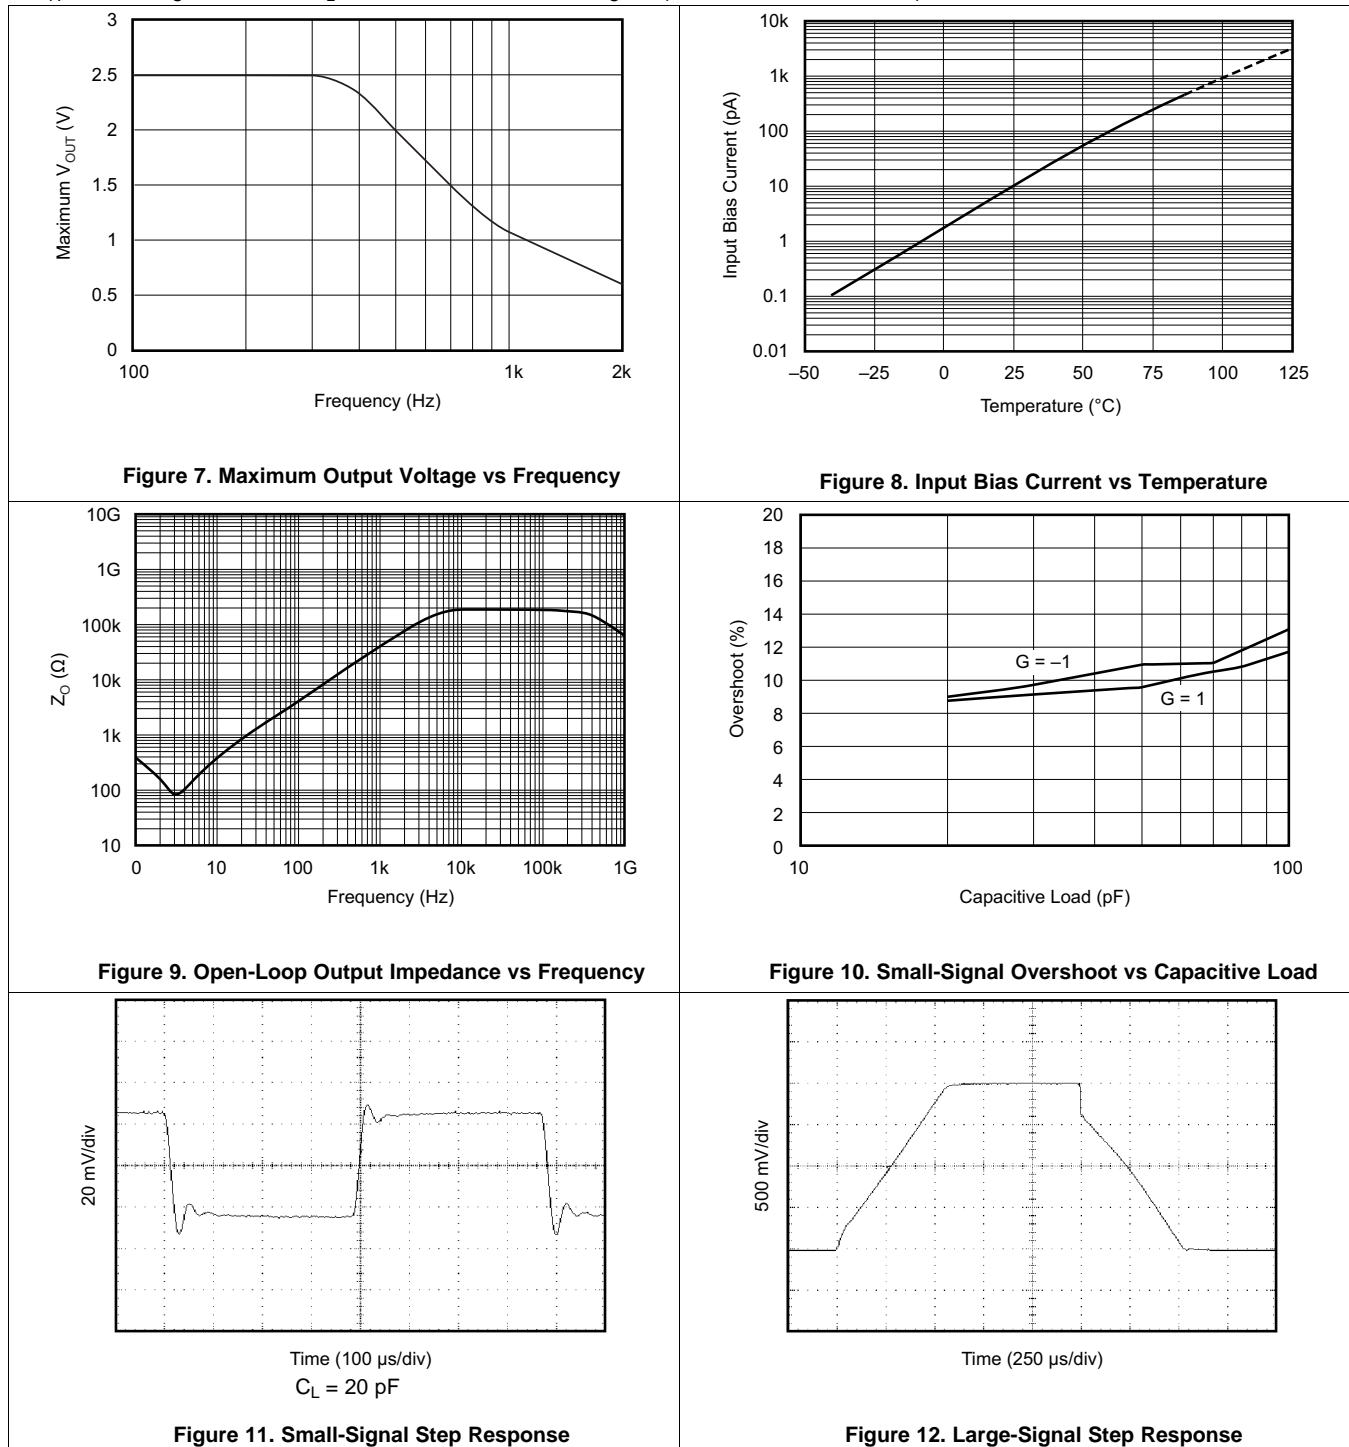 3
2.5
2
1.5
1
0.5
0
Maximum VOUT (V)
100
1k
2k
Frequency (Hz)
Figure 7. Maximum Output Voltage vs Frequency
10k
1k
100
10
1
0.1
0.01
Input Bias Current (pA)
–50
–25
0
25
50
75
100
125
Temperature (°C)
Figure 8. Input Bias Current vs Temperature
10G
1G
100k
10k
1k
100
10
ZO (Ω)
0
10
100
1k
10k
100k
1G
Frequency (Hz)
Figure 9. Open-Loop Output Impedance vs Frequency
20
18
16
14
12
10
8
6
4
2
0
Overshoot (%)
G = –1
G = 1
10
100
Capacitive Load (pF)
Figure 10. Small-Signal Overshoot vs Capacitive Load
20 mV/div
Time (100 µs/div)
CL = 20 pF
Figure 11. Small-Signal Step Response
500 mV/div
Time (250 µs/div)
Figure 12. Large-Signal Step Response